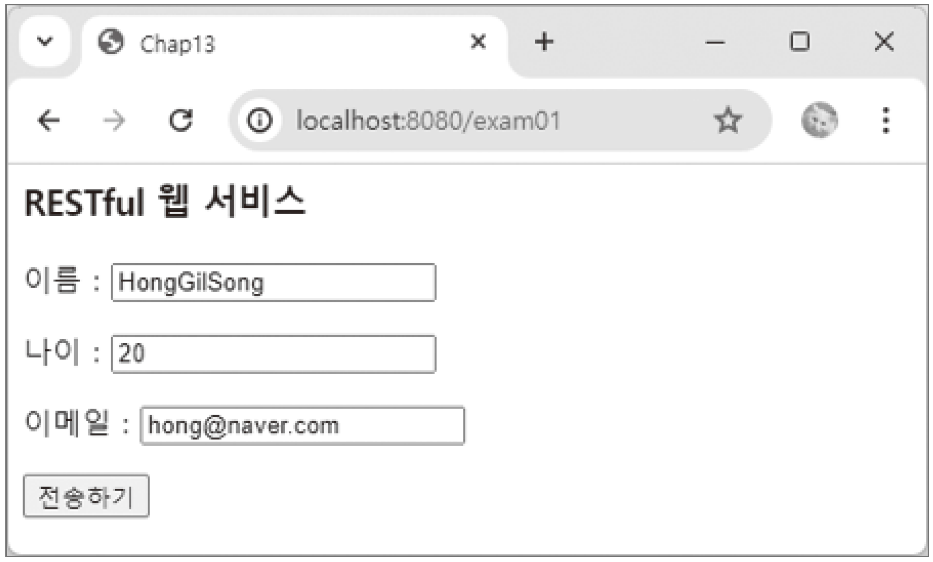 Chap13
localhost:8080/exam01
RESTful 웹 서비스
이름 : HongGilSong
나이 : 20
이메일 : hong@naver.com
전송하기